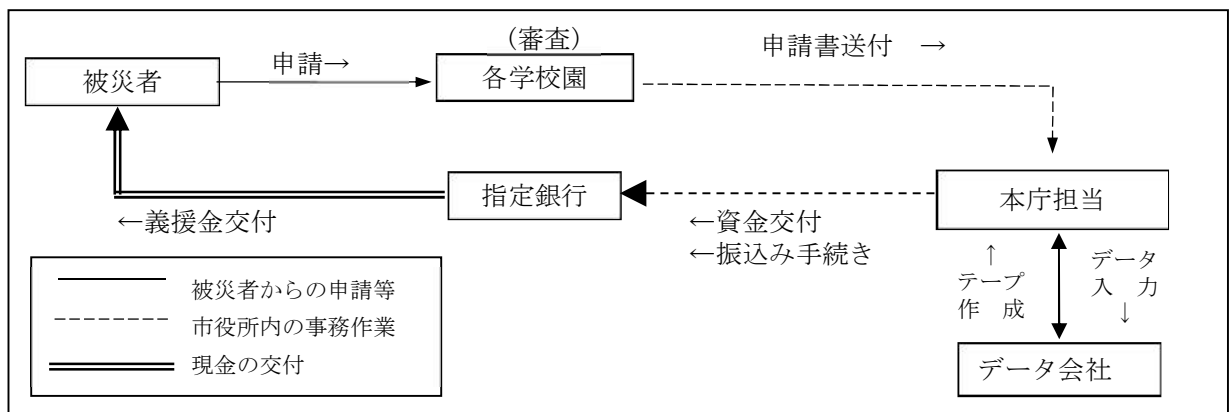 （審査）
申請書送付　→
申請→
被災者
各学校園
指定銀行
本庁担当
←義援金交付
←資金交付
←振込み手続き
↑
テープ
作　成
データ
入　力
↓
データ会社
被災者からの申請等
市役所内の事務作業
現金の交付